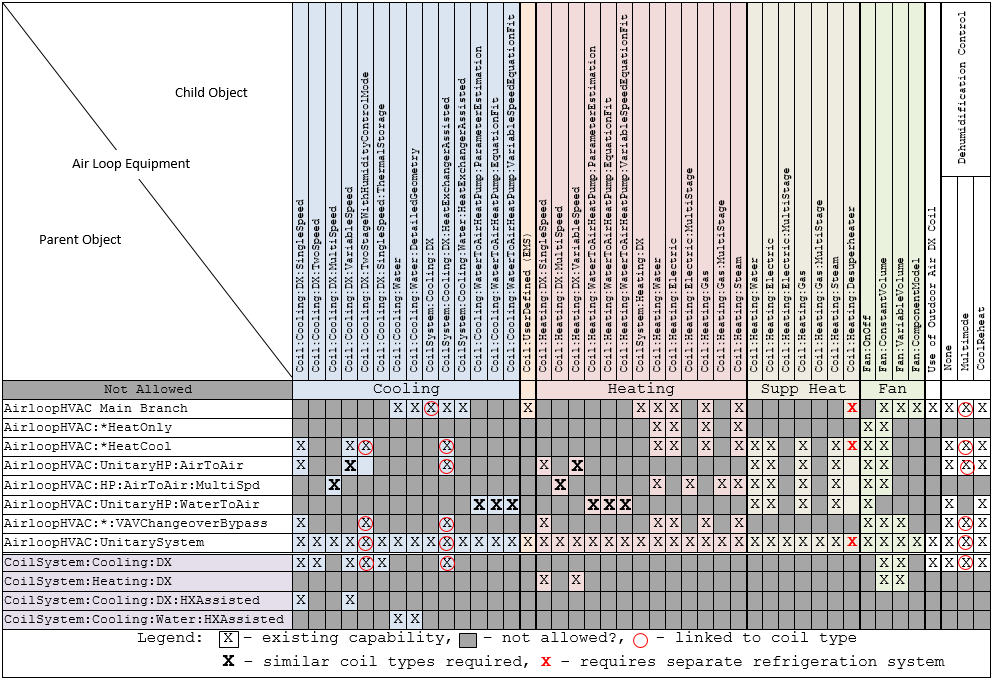 Child Object
Air Loop Equipment
Parent Object
Coil:Cooling:DX:SingleSpeed
Coil:Cooling:DX:TwoSpeed
Coil:Cooling:DX:MultiSpeed
Coil:Cooling:DX:VariableSpeed
Coil:Cooling:DX:TwoStageWithHumidityControlMode
Coil:Cooling:DX:SingleSpeed:ThermalStorage
Coil:Cooling:Water
Coil:Cooling:Water:DetailedGeometry
CoilSystem:Cooling:DX
CoilSystem:Cooling:DX:HeatExchangerAssisted
CoilSystem:Cooling:Water:HeatExchangerAssisted
Coil:Cooling:WaterToAirHeatPump:ParameterEstimation
Coil:Cooling:WaterToAirHeatPump:EquationFit
Coil:Cooling:WaterToAirHeatPump:VariableSpeedEquationFit
Coil:UserDefined (EMS)
Coil:Heating:DX:SingleSpeed
Coil:Heating:DX:MultiSpeed
Coil:Heating:DX:VariableSpeed
Coil:Heating:WaterToAirHeatPump:ParameterEstimation
Coil:Heating:WaterToAirHeatPump:EquationFit
Coil:Heating:WaterToAirHeatPump:VariableSpeedEquationFit
CoilSystem:Heating:DX
Coil:Heating:Water
Coil:Heating:Electric
Coil:Heating:Electric:MultiStage
Coil:Heating:Gas
Coil:Heating:Gas:MultiStage
Coil:Heating:Steam
Coil:Heating:Water
Coil:Heating:Electric
Coil:Heating:Electric:MultiStage
Coil:Heating:Gas
Coil:Heating:Gas:MultiStage
Coil:Heating:Steam
Coil:Heating:Desuperheater
Fan:OnOff
Fan:ConstantVolume
Fan:VariableVolume
Fan:ComponentModel
Use of Outdoor Air DX Coil
Dehumidification Control
None
Multimode
CoolReheat
Not Allowed Cooling Heating Supp Heat Fan
AirloopHVAC Main Branch X X X X X X X X X X X x X X X X X X X
AirloopHVAC:*HeatOnly X X X X X X
AirloopHVAC:*HeatCool X X X X X X X X X X X X x X X X X X
AirloopHVAC:UnitaryHP:AirToAir X X X X X X X X X X X X X X
AirloopHVAC:HP:AirToAir:MultiSpd X X X X X X X X X X X X
AirloopHVAC:UnitaryHP:WaterToAir X X X X X X X X X X X X X X
AirloopHVAC:*:VAVChangeoverBypass X X X X X X X X X X X X X X
AirloopHVAC:UnitarySystem X X X X X X X X X X X X X X X X X X X X X X X X X X X X X X X X X X x X X X X X X X X
CoilSystem:Cooling:DX X X X X X X X X X X X X
CoilSystem:Heating:DX X X X X
CoilSystem:Cooling:DX:HXAssisted X X
CoilSystem:Cooling:Water:HXAssisted X X
Legend: X - existing capability, - not allowed?, - linked to coil type
X - similar coil types required, x - requires separate refrigeration system